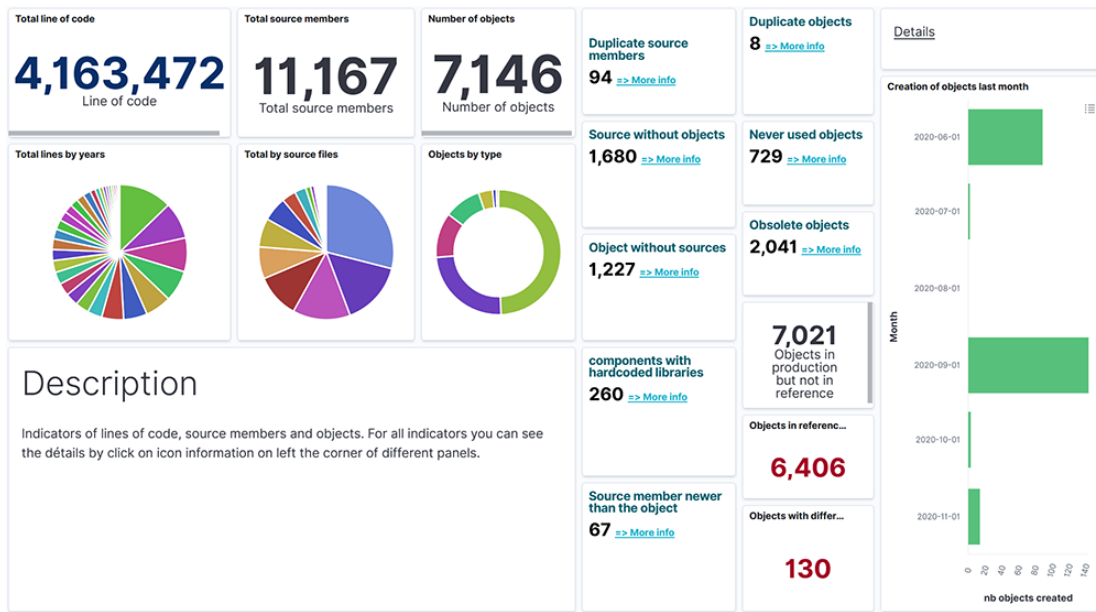 Total line of code
4,163,472
Line of code
Total source members
11,167
Total source members
Number of objects
7,146
Number of objects
Duplicate source
members
94 => More info
Duplicate objects
8 => More info
Details
Source without objects
1,680 => More info
Never used objects
729 => More info
Total lines by years
Total by source files
Objects by type
Object without sources
1,227 => More info
Obsolete objects
2,041 => More info
7,021
Objects in
production
but not in
reference
Description
Indicators of lines of code, source members and objects. For all indicators you can see
the détails by click on icon information on left the corner of different panels.
components with
hardcoded libraries
260 => More info
Objects in referenc...
6,406
Source member newer
than the object
67 => More info
Objects with differ...
130
Creation of objects last month
Month
2020-06-01
2020-07-01
2020-08-01
2020-09-01
2020-10-01
2020-11-01
0 20 40 60 80 100 120 140
nb objects created